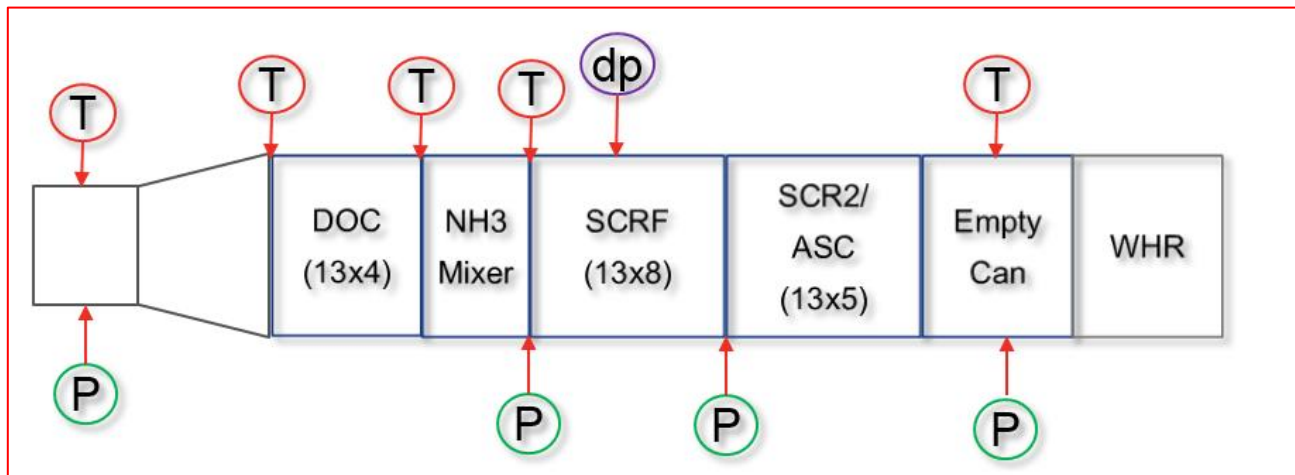 dp
T
T
T
T
T
DOC
(13x4)
NH3
Mixer
SCRF
(13x8)
SCR2/
ASC
(13x5)
Empty
Can
WHR
P
P
P
P